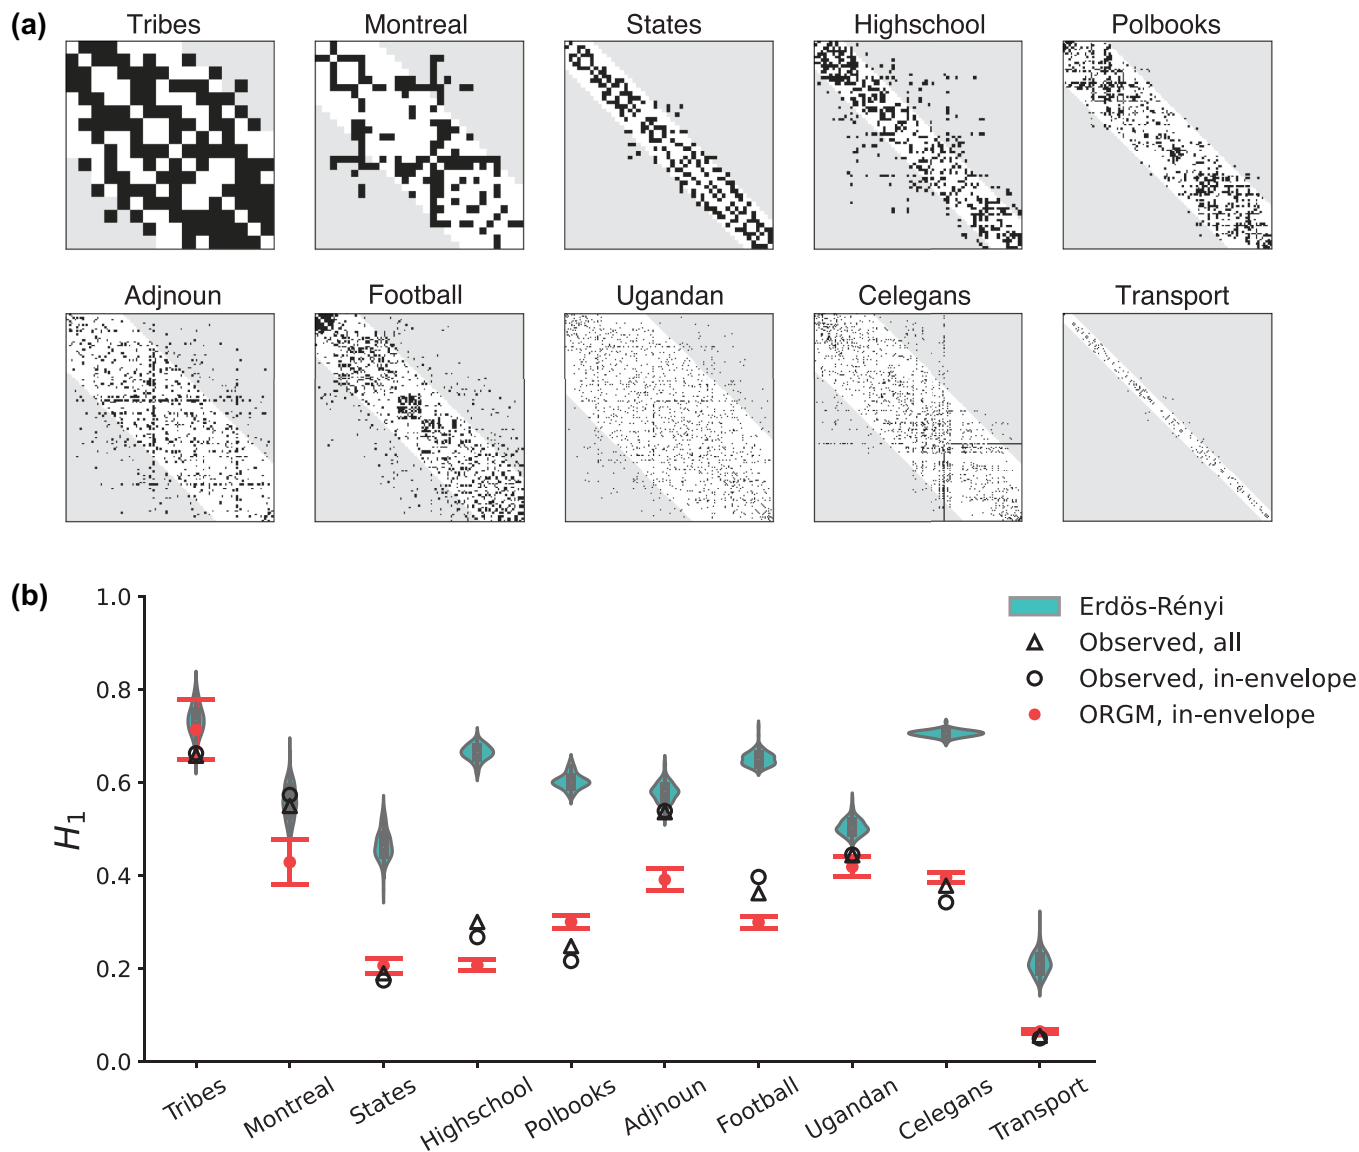 (a)
Tribes Montreal States Highschool Polbooks
Adjnoun Football Ugandan Celegans Transport
(b)
1.0
0.8
0.6
0.4
0.2
0.0
H1
Erdös-Rényi
Observed, all
Observed, in-envelope
ORGM, in-envelope
Tribes Montreal States Highschool Polbooks Adjnoun Football Ugandan Celegans Transport